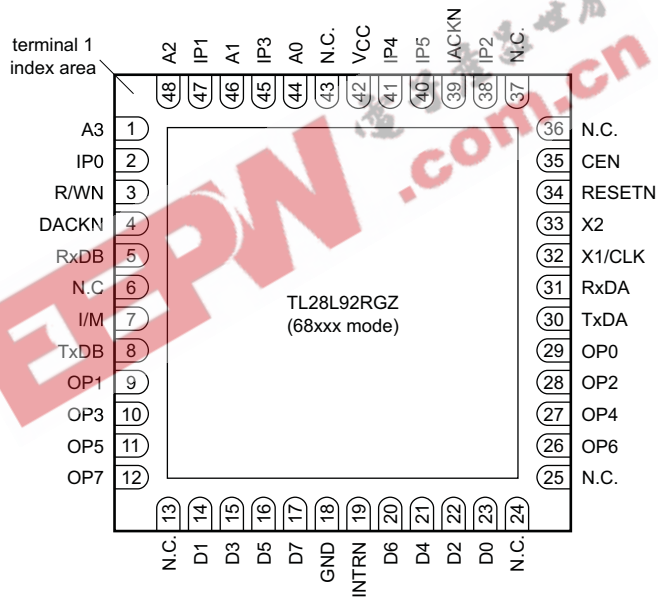 terminal 1
index area
A2 IP1 A1 IP3 A0 N.C. VCC IP4 IP5 IACKN IP2 N.C.
48 47 46 45 44 43 42 41 40 39 38 37
A3 1
IP0 2
R/WN 3
DACKN 4
RxDB 5
N.C 6
I/M 7
TxDB 8
OP1 9
OP3 10
OP5 11
OP7 12
TL28L92RGZ
(68xxx mode)
36 N.C.
35 CEN
34 RESETN
33 X2
32 X1/CLK
31 RxDA
30 TxDA
29 OP0
28 OP2
27 OP4
26 OP6
25 N.C.
13 14 15 16 17 18 19 20 21 22 23 24
N.C. D1 D3 D5 D7 GND INTRN D6 D4 D2 D0 N.C.
EEPW
.com.cn